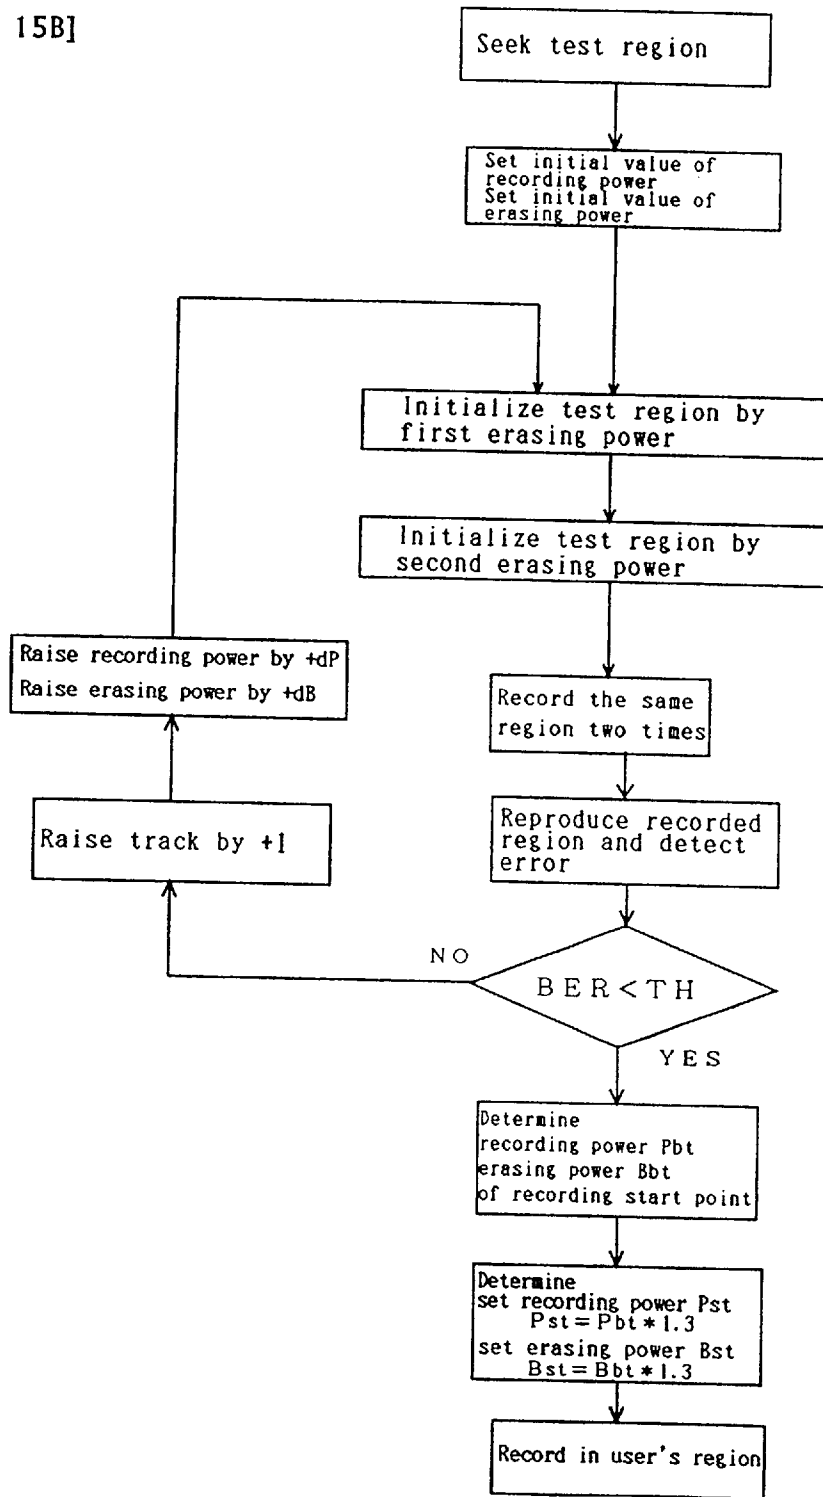 15B]
Seek test region
Set initial value of
recording power
Set initial value of
erasing power
Initialize test region by
first erasing power
Initialize test region by
second erasing power
Raise recording power by +dP
Raise erasing power by +dB
Record the same
region two times
Raise track by +1
Reproduce recorded
region and detect
error
NO
BER<TH
YES
Determine
recording power Pbt
erasing power Bbt
of recording start point
Determine
set recording power Pst
Pst=Pbt*1.3
set erasing power Bst
Bst=Bbt*1.3
Record in user's region